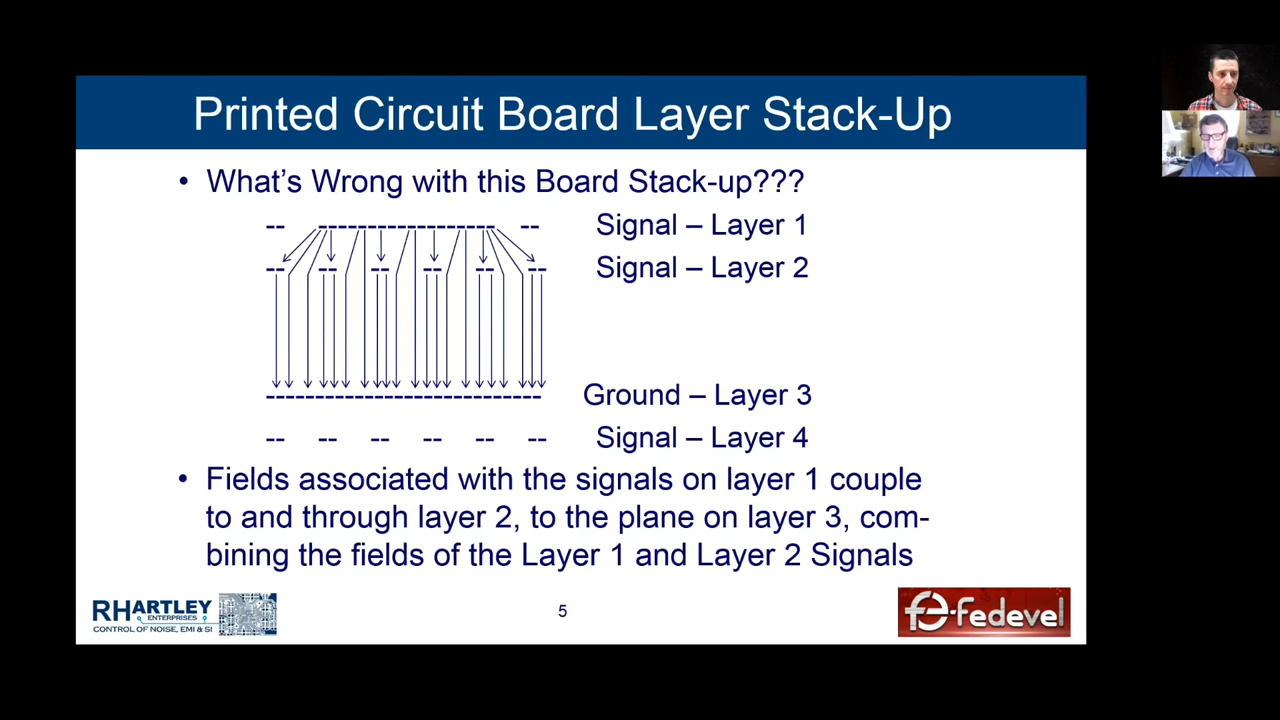 Printed Circuit Board Layer Stack-Up
• What's Wrong with this Board Stack-up???
Signal – Layer 1
Signal – Layer 2
Ground – Layer 3
Signal – Layer 4
• Fields associated with the signals on layer 1 couple
to and through layer 2, to the plane on layer 3, com-
bining the fields of the Layer 1 and Layer 2 Signals
RHARTLEY
ENTERPRISES
CONTROL OF NOISE, EMI & SI
5
fedevel